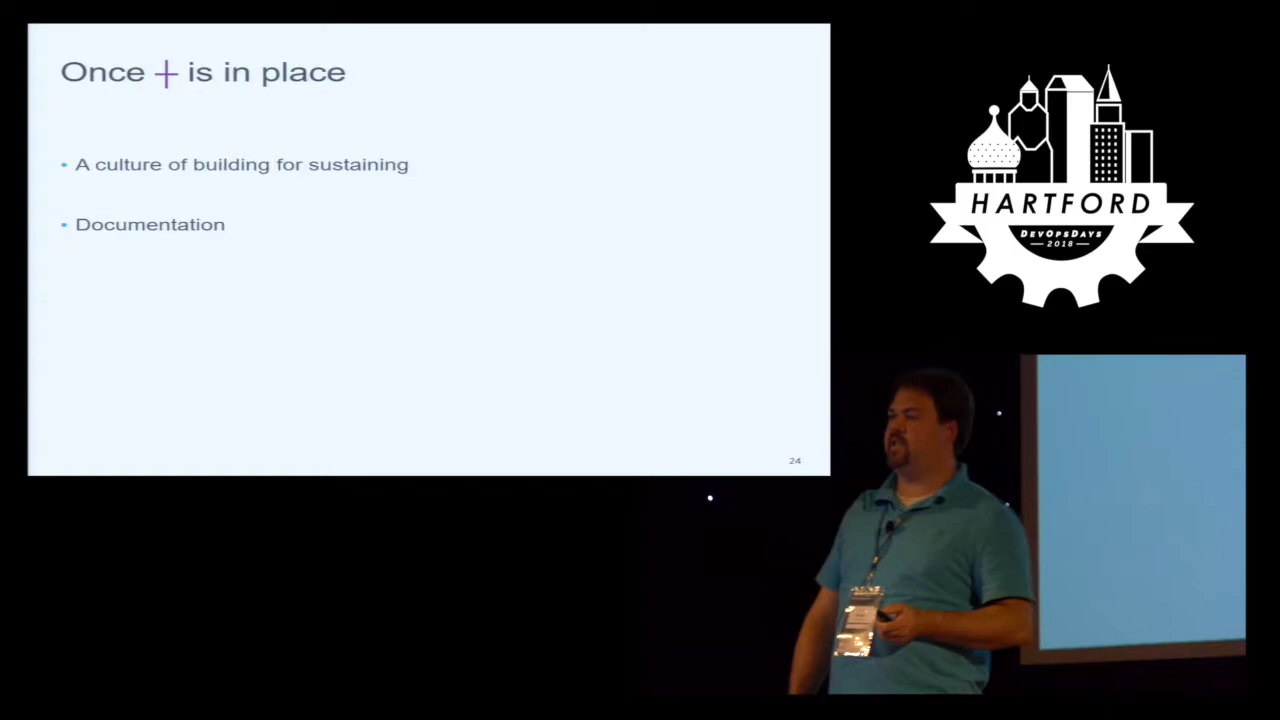 Once + is in place
• A culture of building for sustaining
• Documentation
24
HARTFORD
DEVOPSDAYS
— 2018 —